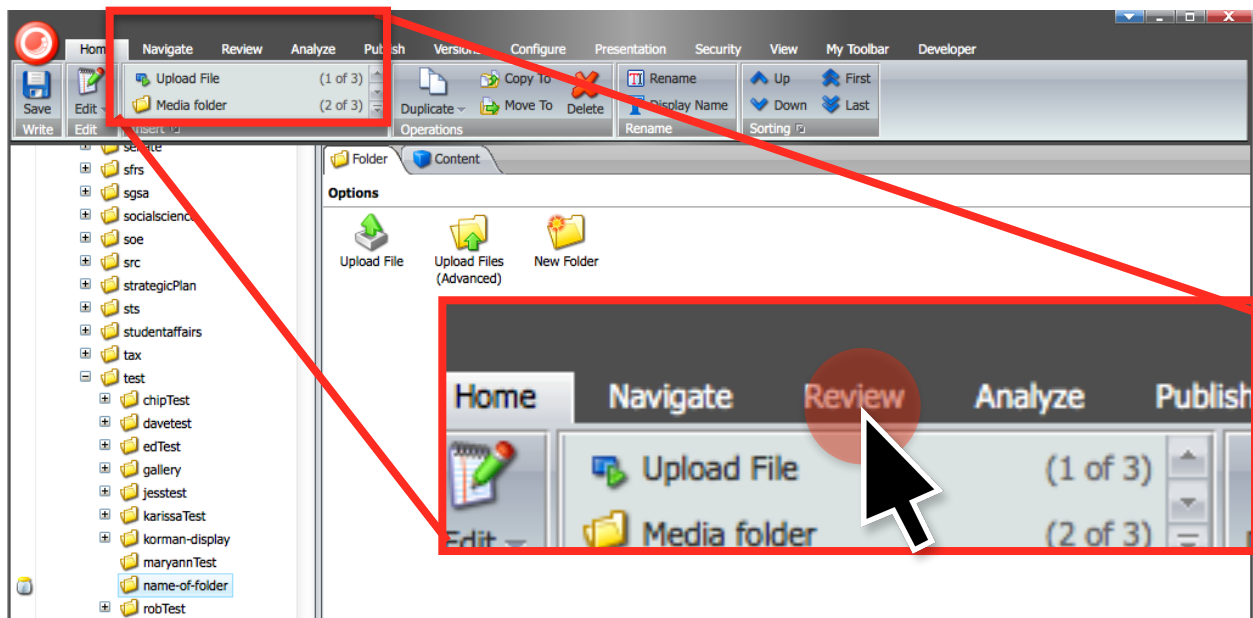 Home Navigate Review Analyze Publish Versions Configure Presentation Security View My Toolbar Developer
Upload File (1 of 3) Copy To Rename Up First
Media folder (2 of 3) Move To Display Name Down Last
Save Edit Duplicate Delete
Write Edit Insert Operations Rename Sorting
senate
sfrs
sgsa
socialscience
soe
src
strategicPlan
sts
studentaffairs
tax
test
chipTest
davetest
edTest
gallery
jesstest
karissaTest
korman-display
maryannTest
name-of-folder
robTest
Folder Content
Options
Upload File Upload Files New Folder
(Advanced)
Home Navigate Review Analyze Publish
Upload File (1 of 3)
Edit Media folder (2 of 3)